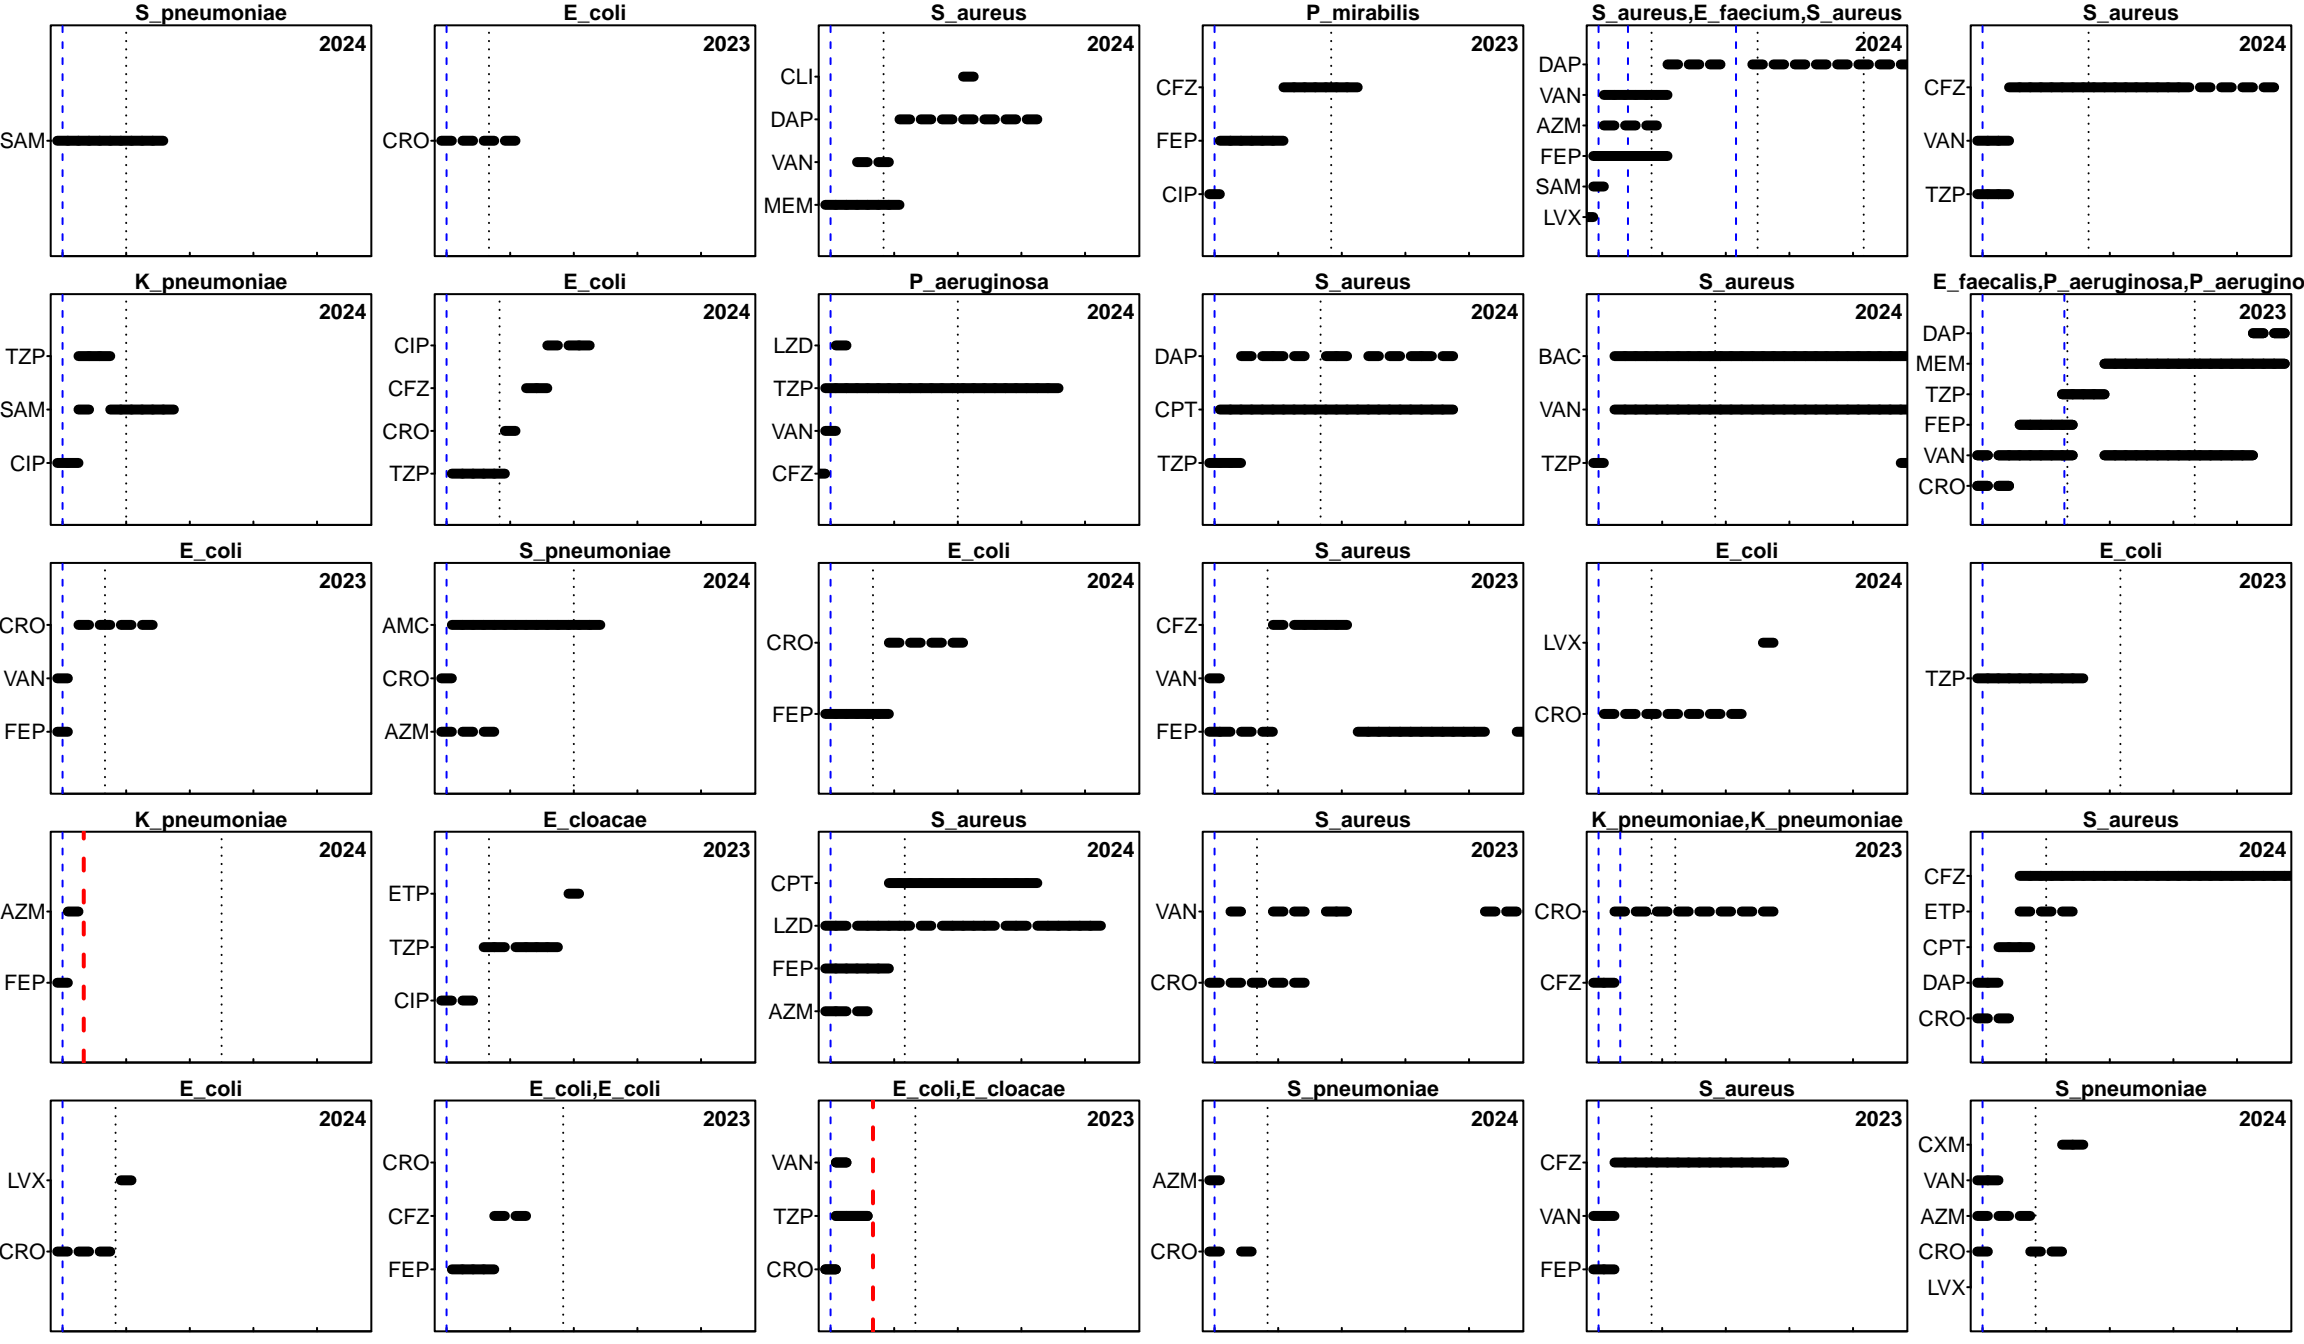 S_pneumoniae
2024
SAM
E_coli
2023
CRO
S_aureus
2024
CLI
DAP
VAN
MEM
P_mirabilis
2023
CFZ
FEP
CIP
S_aureus,E_faecium,S_aureus
2024
DAP
VAN
AZM
FEP
SAM
LVX
S_aureus
2024
CFZ
VAN
TZP
K_pneumoniae
2024
TZP
SAM
CIP
E_coli
2024
CIP
CFZ
CRO
TZP
P_aeruginosa
2024
LZD
TZP
VAN
CFZ
S_aureus
2024
DAP
CPT
TZP
S_aureus
2024
BAC
VAN
TZP
E_faecalis,P_aeruginosa,P_aerugino
2023
DAP
MEM
TZP
FEP
VAN
CRO
E_coli
2023
CRO
VAN
FEP
S_pneumoniae
2024
AMC
CRO
AZM
E_coli
2024
CRO
FEP
S_aureus
2023
CFZ
VAN
FEP
E_coli
2024
LVX
CRO
E_coli
2023
TZP
K_pneumoniae
2024
AZM
FEP
E_cloacae
2023
ETP
TZP
CIP
S_aureus
2024
CPT
LZD
FEP
AZM
S_aureus
2023
VAN
CRO
K_pneumoniae,K_pneumoniae
2023
CRO
CFZ
S_aureus
2024
CFZ
ETP
CPT
DAP
CRO
E_coli
2024
LVX
CRO
E_coli,E_coli
2023
CRO
CFZ
FEP
E_coli,E_cloacae
2023
VAN
TZP
CRO
S_pneumoniae
2024
AZM
CRO
S_aureus
2023
CFZ
VAN
FEP
S_pneumoniae
2024
CXM
VAN
AZM
CRO
LVX